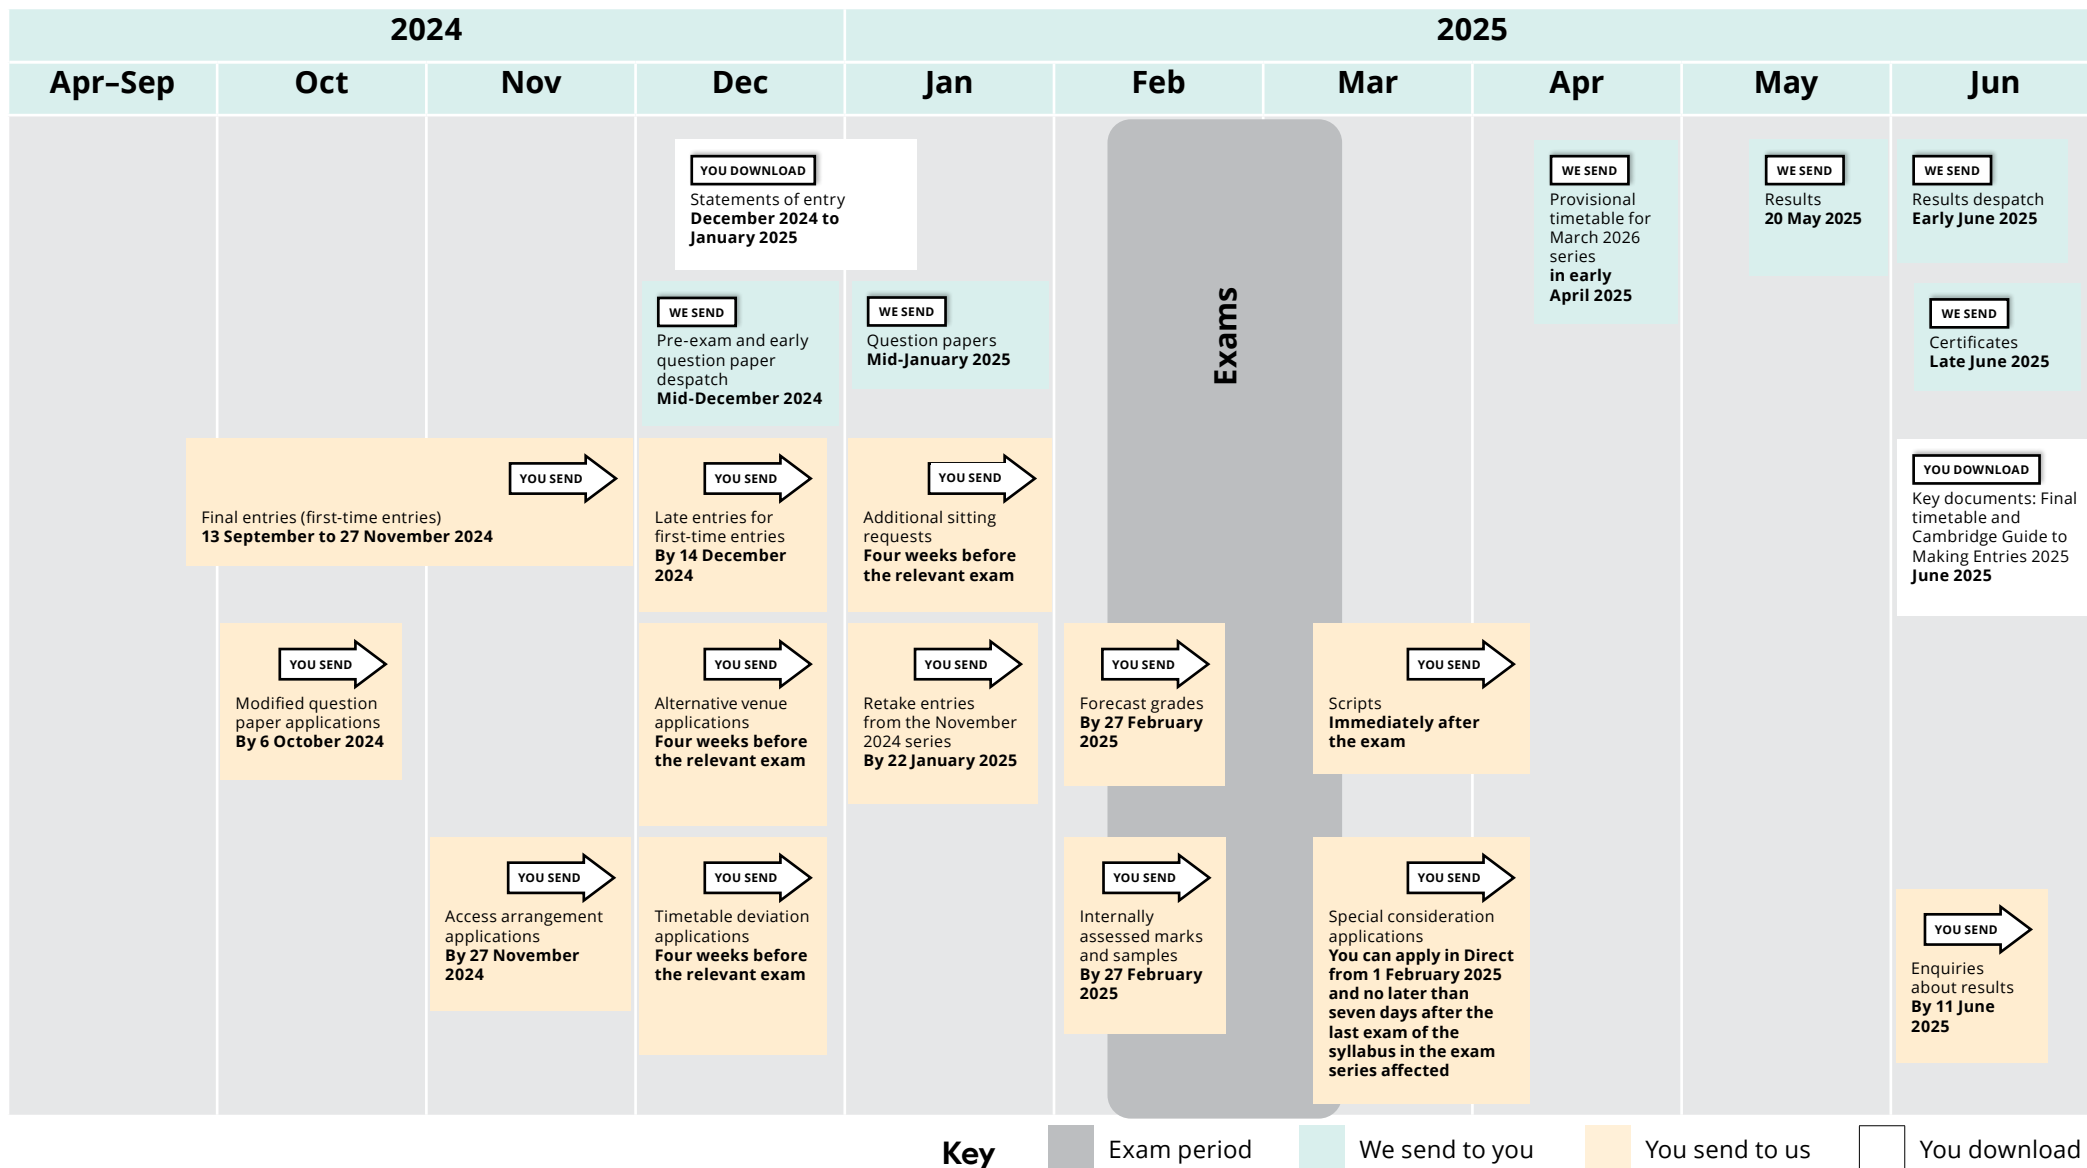 2024
2025
Apr–Sep
Oct
Nov
Dec
Jan
Feb
Mar
Apr
May
Jun
YOU DOWNLOAD
Statements of entry
December 2024 to
January 2025
WE SEND
Provisional
timetable for
March 2026
series
in early
April 2025
WE SEND
Results
20 May 2025
WE SEND
Results despatch
Early June 2025
WE SEND
Pre-exam and early
question paper
despatch
Mid-December 2024
WE SEND
Question papers
Mid-January 2025
Exams
WE SEND
Certificates
Late June 2025
YOU SEND
Final entries (first-time entries)
13 September to 27 November 2024
YOU SEND
Late entries for
first-time entries
By 14 December
2024
YOU SEND
Additional sitting
requests
Four weeks before
the relevant exam
YOU DOWNLOAD
Key documents: Final
timetable and
Cambridge Guide to
Making Entries 2025
June 2025
YOU SEND
Modified question
paper applications
By 6 October 2024
YOU SEND
Alternative venue
applications
Four weeks before
the relevant exam
YOU SEND
Retake entries
from the November
2024 series
By 22 January 2025
YOU SEND
Forecast grades
By 27 February
2025
YOU SEND
Scripts
Immediately after
the exam
YOU SEND
Access arrangement
applications
By 27 November
2024
YOU SEND
Timetable deviation
applications
Four weeks before
the relevant exam
YOU SEND
Internally
assessed marks
and samples
By 27 February
2025
YOU SEND
Special consideration
applications
You can apply in Direct
from 1 February 2025
and no later than
seven days after the
last exam of the
syllabus in the exam
series affected
YOU SEND
Enquiries
about results
By 11 June
2025
Key
Exam period
We send to you
You send to us
You download